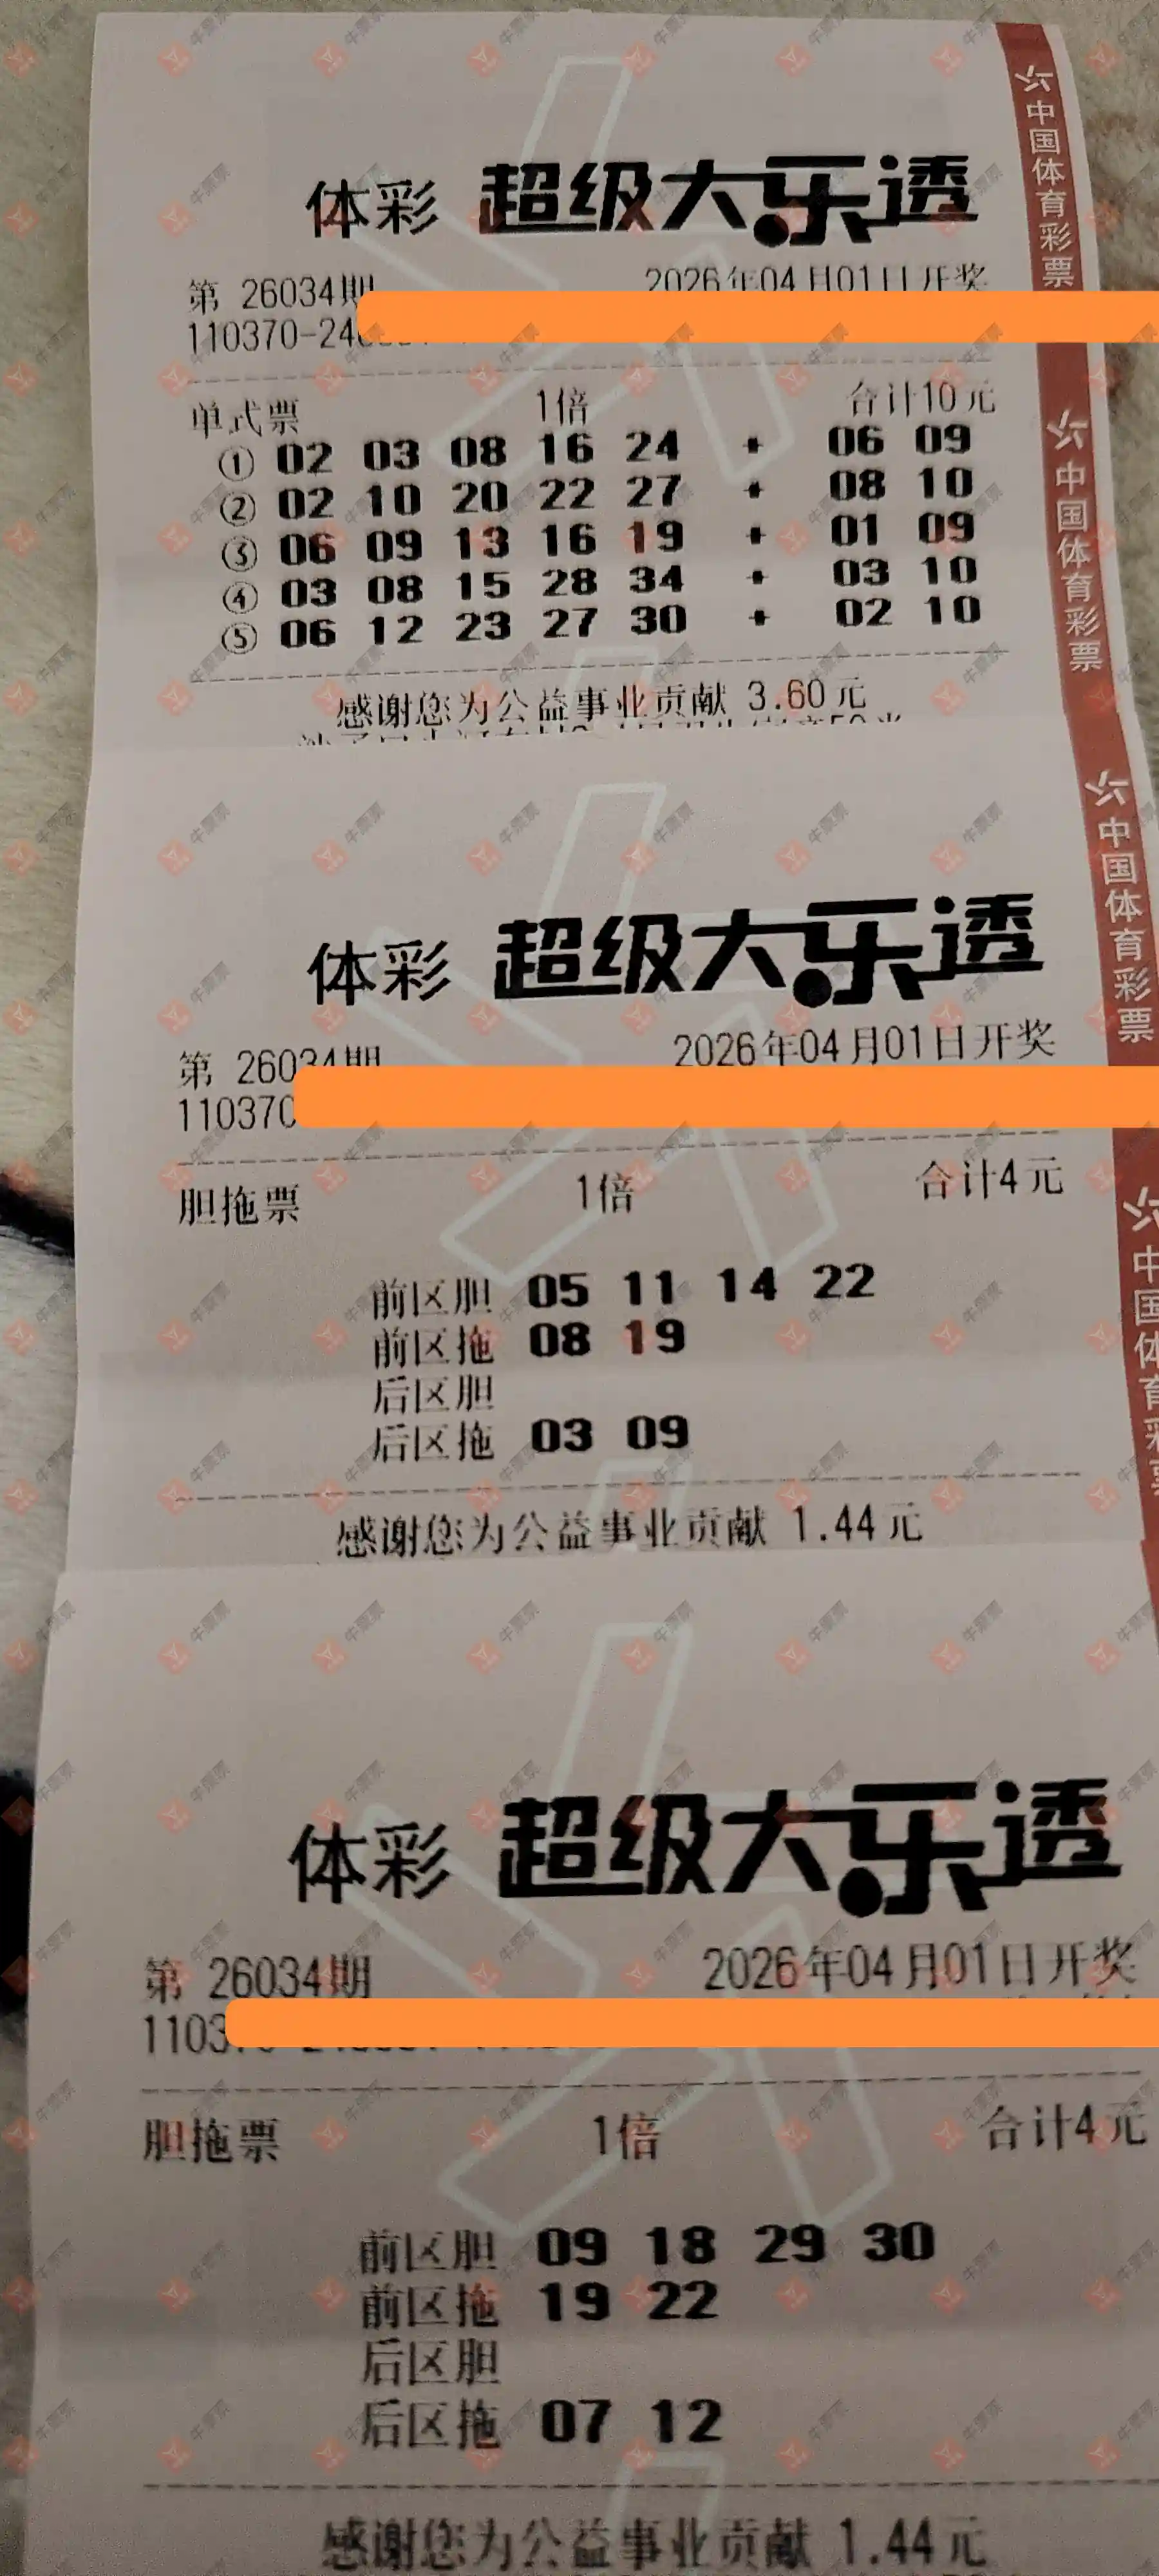 体彩 超级大乐透
第 26034期 2026年04月01日开奖
110370-24
单式票 1倍 合计10元
① 02 03 08 16 24 + 06 09
② 02 10 20 22 27 + 08 10
③ 06 09 13 16 19 + 01 09
④ 03 08 15 28 34 + 03 10
⑤ 06 12 23 27 30 + 02 10
感谢您为公益事业贡献 3.60元
体彩 超级大乐透
第 26034期 2026年04月01日开奖
110370
胆拖票 1倍 合计4元
前区胆 05 11 14 22
前区拖 08 19
后区胆
后区拖 03 09
感谢您为公益事业贡献 1.44元
体彩 超级大乐透
第 26034期 2026年04月01日开奖
1103
胆拖票 1倍 合计4元
前区胆 09 18 29 30
前区拖 19 22
后区胆
后区拖 07 12
感谢您为公益事业贡献 1.44元
中国体育彩票
中国体育彩票
中国体育彩票
中国体育彩票
牛票票